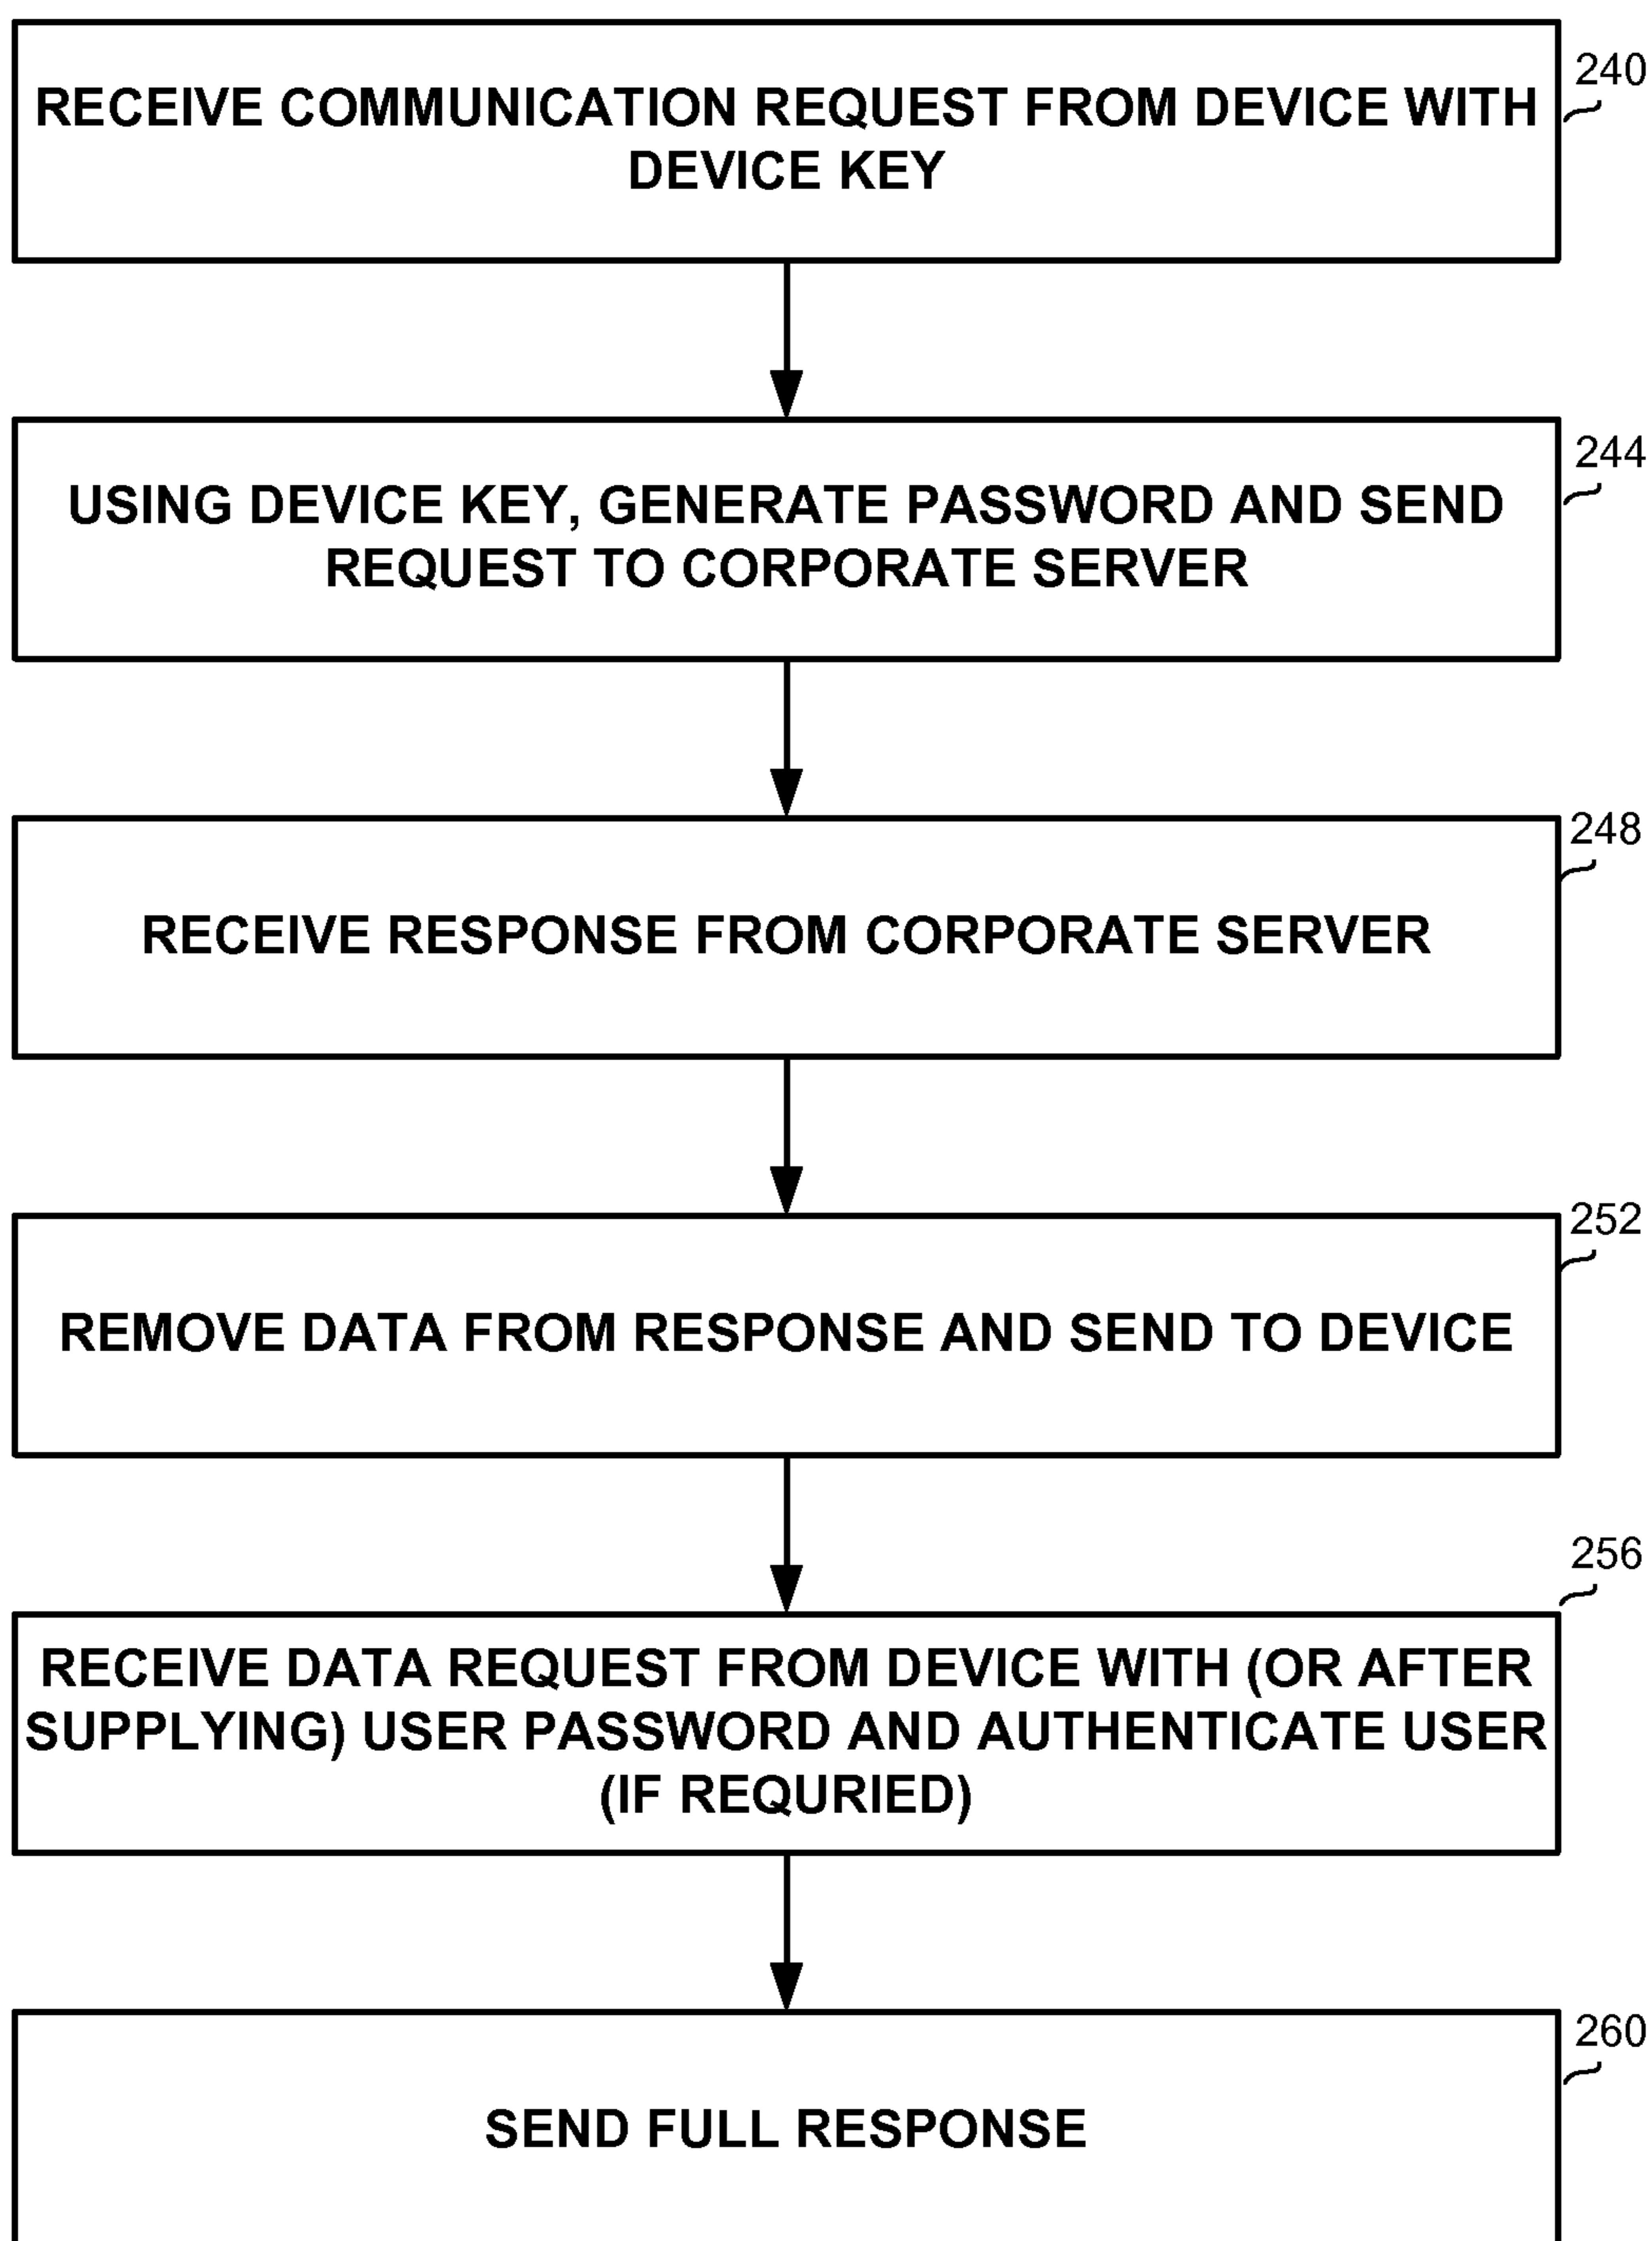 240
RECEIVE COMMUNICATION REQUEST FROM DEVICE WITH
DEVICE KEY
244
USING DEVICE KEY, GENERATE PASSWORD AND SEND
REQUEST TO CORPORATE SERVER
248
RECEIVE RESPONSE FROM CORPORATE SERVER
252
REMOVE DATA FROM RESPONSE AND SEND TO DEVICE
256
RECEIVE DATA REQUEST FROM DEVICE WITH (OR AFTER
SUPPLYING) USER PASSWORD AND AUTHENTICATE USER
(IF REQURIED)
260
SEND FULL RESPONSE